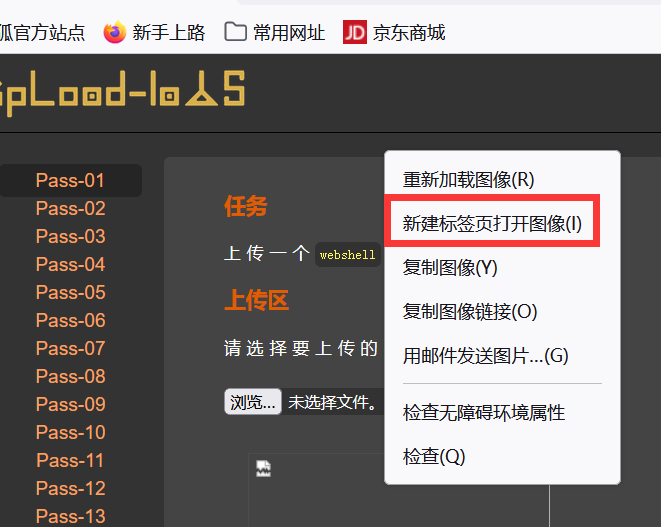 狐官方站点 新手上路 常用网址 JD 京东商城
upLoad-labS
Pass-01
Pass-02
Pass-03
Pass-04
Pass-05
Pass-06
Pass-07
Pass-08
Pass-09
Pass-10
Pass-11
Pass-12
Pass-13
任务
上传一个 webshell
上传区
请选择要上传的
浏览... 未选择文件。
重新加载图像(R)
新建标签页打开图像(I)
复制图像(Y)
复制图像链接(O)
用邮件发送图片...(G)
检查无障碍环境属性
检查(Q)